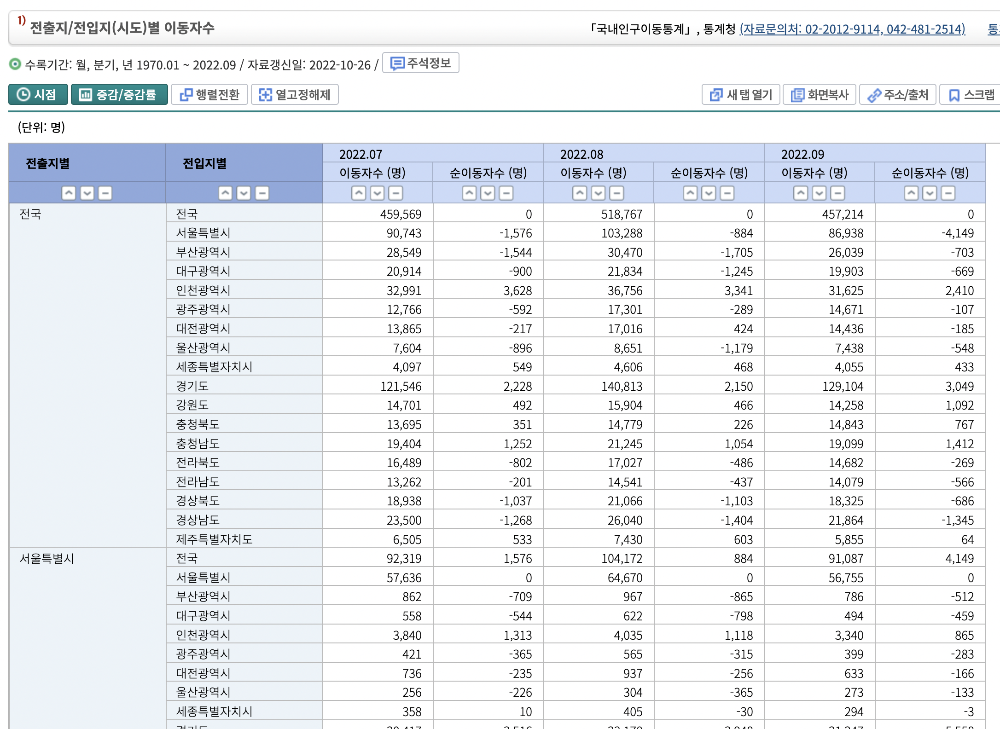 1) 전출지/전입지(시도)별 이동자수
「국내인구이동통계」, 통계청 (자료문의처: 02-2012-9114, 042-481-2514)
수록기간: 월, 분기, 년 1970.01 ~ 2022.09 / 자료갱신일: 2022-10-26 / 주석정보
시점 증감/증감률 행렬전환 열고정해제 새탭열기 화면복사 주소/출처 스크랩
(단위: 명)
전출지별 전입지별 2022.07 2022.08 2022.09
이동자수 (명) 순이동자수 (명) 이동자수 (명) 순이동자수 (명) 이동자수 (명) 순이동자수 (명)
전국 전국 459,569 0 518,767 0 457,214 0
서울특별시 90,743 -1,576 103,288 -884 86,938 -4,149
부산광역시 28,549 -1,544 30,470 -1,705 26,039 -703
대구광역시 20,914 -900 21,834 -1,245 19,903 -669
인천광역시 32,991 3,628 36,756 3,341 31,625 2,410
광주광역시 12,766 -592 17,301 -289 14,671 -107
대전광역시 13,865 -217 17,016 424 14,436 -185
울산광역시 7,604 -896 8,651 -1,179 7,438 -548
세종특별자치시 4,097 549 4,606 468 4,055 433
경기도 121,546 2,228 140,813 2,150 129,104 3,049
강원도 14,701 492 15,904 466 14,258 1,092
충청북도 13,695 351 14,779 226 14,843 767
충청남도 19,404 1,252 21,245 1,054 19,099 1,412
전라북도 16,489 -802 17,027 -486 14,682 -269
전라남도 13,262 -201 14,541 -437 14,079 -566
경상북도 18,938 -1,037 21,066 -1,103 18,325 -686
경상남도 23,500 -1,268 26,040 -1,404 21,864 -1,345
제주특별자치도 6,505 533 7,430 603 5,855 64
서울특별시 전국 92,319 1,576 104,172 884 91,087 4,149
서울특별시 57,636 0 64,670 0 56,755 0
부산광역시 862 -709 967 -865 786 -512
대구광역시 558 -544 622 -798 494 -459
인천광역시 3,840 1,313 4,035 1,118 3,340 865
광주광역시 421 -365 565 -315 399 -283
대전광역시 736 -235 937 -256 633 -166
울산광역시 256 -226 304 -365 273 -133
세종특별자치시 358 10 405 -30 294 -3